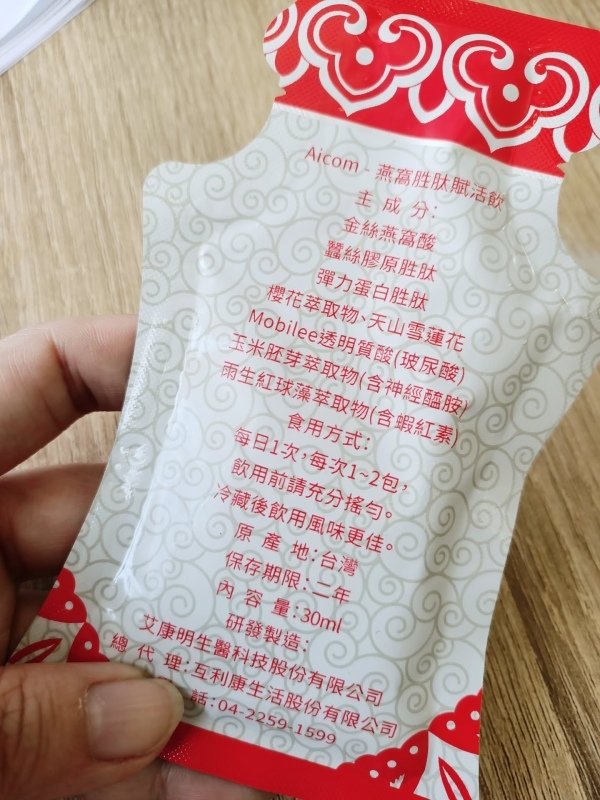 Aicom - 燕窩胜肽賦活飲
主 成 分:
金絲燕窩酸
蠶絲膠原胜肽
彈力蛋白胜肽
櫻花萃取物、天山雪蓮花
Mobilee透明質酸(玻尿酸)
玉米胚芽萃取物(含神經醯胺)
雨生紅球藻萃取物(含蝦紅素)
食用方式:
每日1次,每次1~2包,
飲用前請充分搖勻。
冷藏後飲用風味更佳。
原 產 地:台灣
保存期限:二年
內 容 量:30ml
研發製造:
艾康明生醫科技股份有限公司
總 代 理:互利康生活股份有限公司
話:04-2259-1599